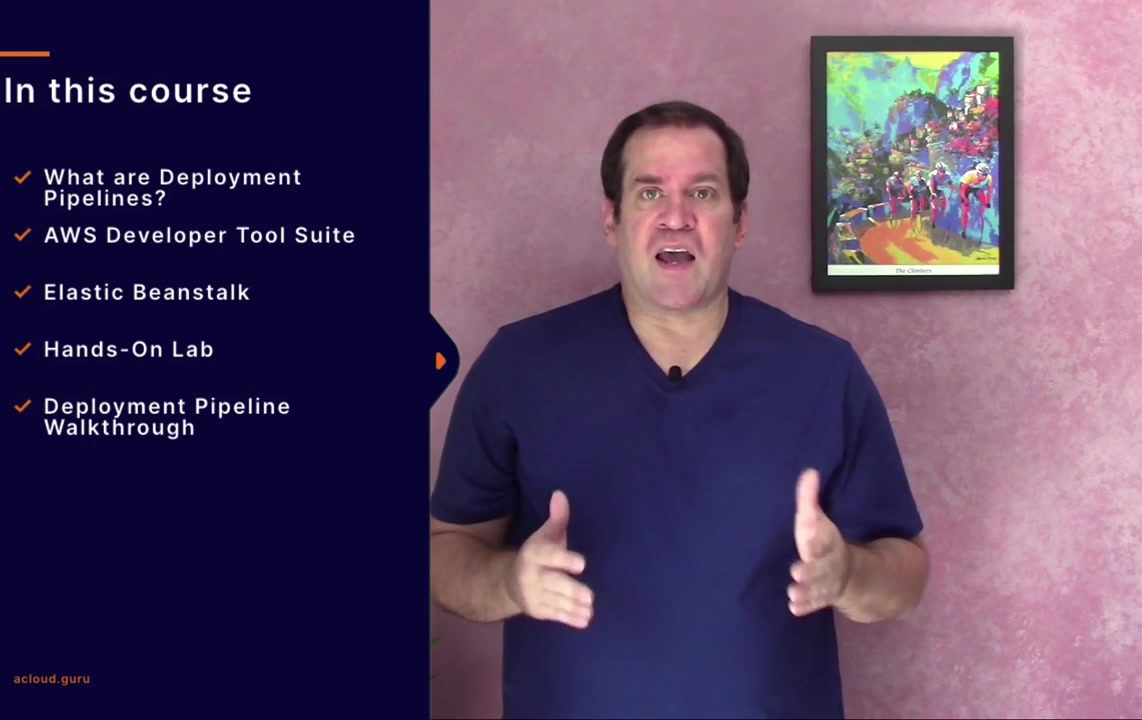 In this course
What are Deployment
Pipelines?
AWS Developer Tool Suite
Elastic Beanstalk
Hands-On Lab
Deployment Pipeline
Walkthrough
acloud.guru
The Climbers